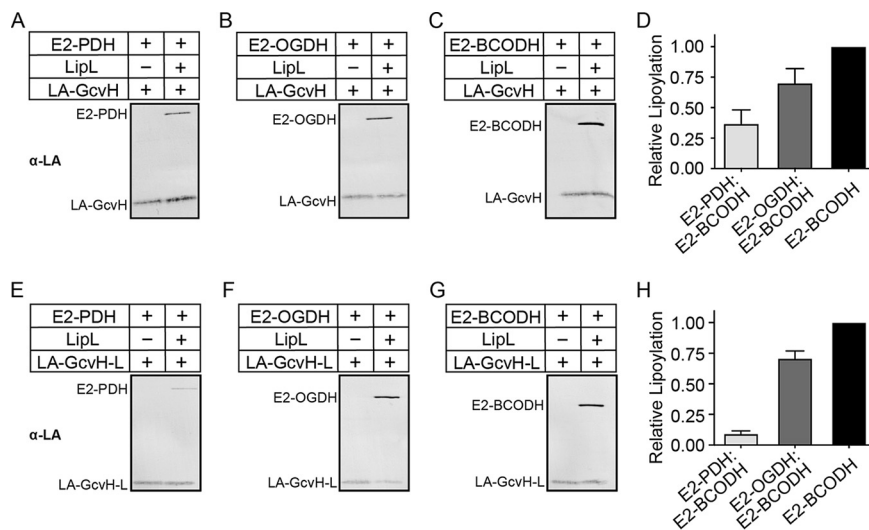 A
E2-PDH + +
LipL − +
LA-GcvH + +
E2-PDH
α-LA
LA-GcvH
B
E2-OGDH + +
LipL − +
LA-GcvH + +
E2-OGDH
LA-GcvH
C
E2-BCODH + +
LipL − +
LA-GcvH + +
E2-BCODH
LA-GcvH
D
Relative Lipoylation
1.00
0.75
0.50
0.25
0.00
E2-PDH:
E2-BCODH
E2-OGDH:
E2-BCODH
E2-BCODH
E
E2-PDH + +
LipL − +
LA-GcvH-L + +
E2-PDH
α-LA
LA-GcvH-L
F
E2-OGDH + +
LipL − +
LA-GcvH-L + +
E2-OGDH
LA-GcvH-L
G
E2-BCODH + +
LipL − +
LA-GcvH-L + +
E2-BCODH
LA-GcvH-L
H
Relative Lipoylation
1.00
0.75
0.50
0.25
0.00
E2-PDH:
E2-BCODH
E2-OGDH:
E2-BCODH
E2-BCODH